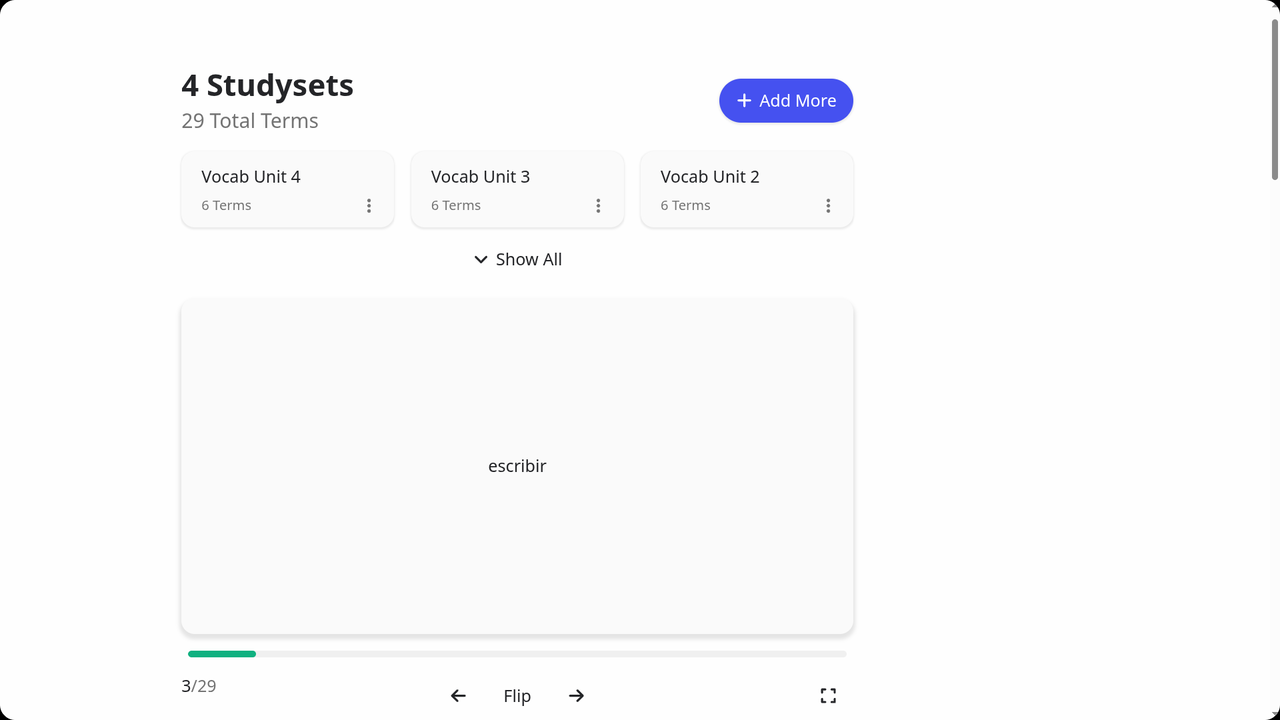 4 Studysets
29 Total Terms
Add More
Vocab Unit 4
6 Terms
Vocab Unit 3
6 Terms
Vocab Unit 2
6 Terms
Show All
escribir
3/29
Flip